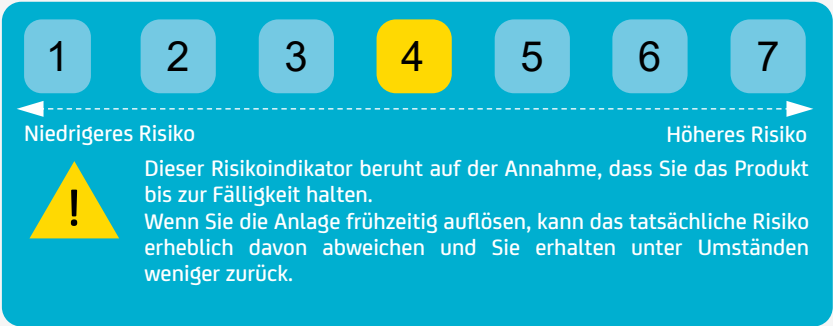 1 2 3 4 5 6 7
Niedrigeres Risiko Höheres Risiko
Dieser Risikoindikator beruht auf der Annahme, dass Sie das Produkt
bis zur Fälligkeit halten.
Wenn Sie die Anlage frühzeitig auflösen, kann das tatsächliche Risiko
erheblich davon abweichen und Sie erhalten unter Umständen
weniger zurück.
!